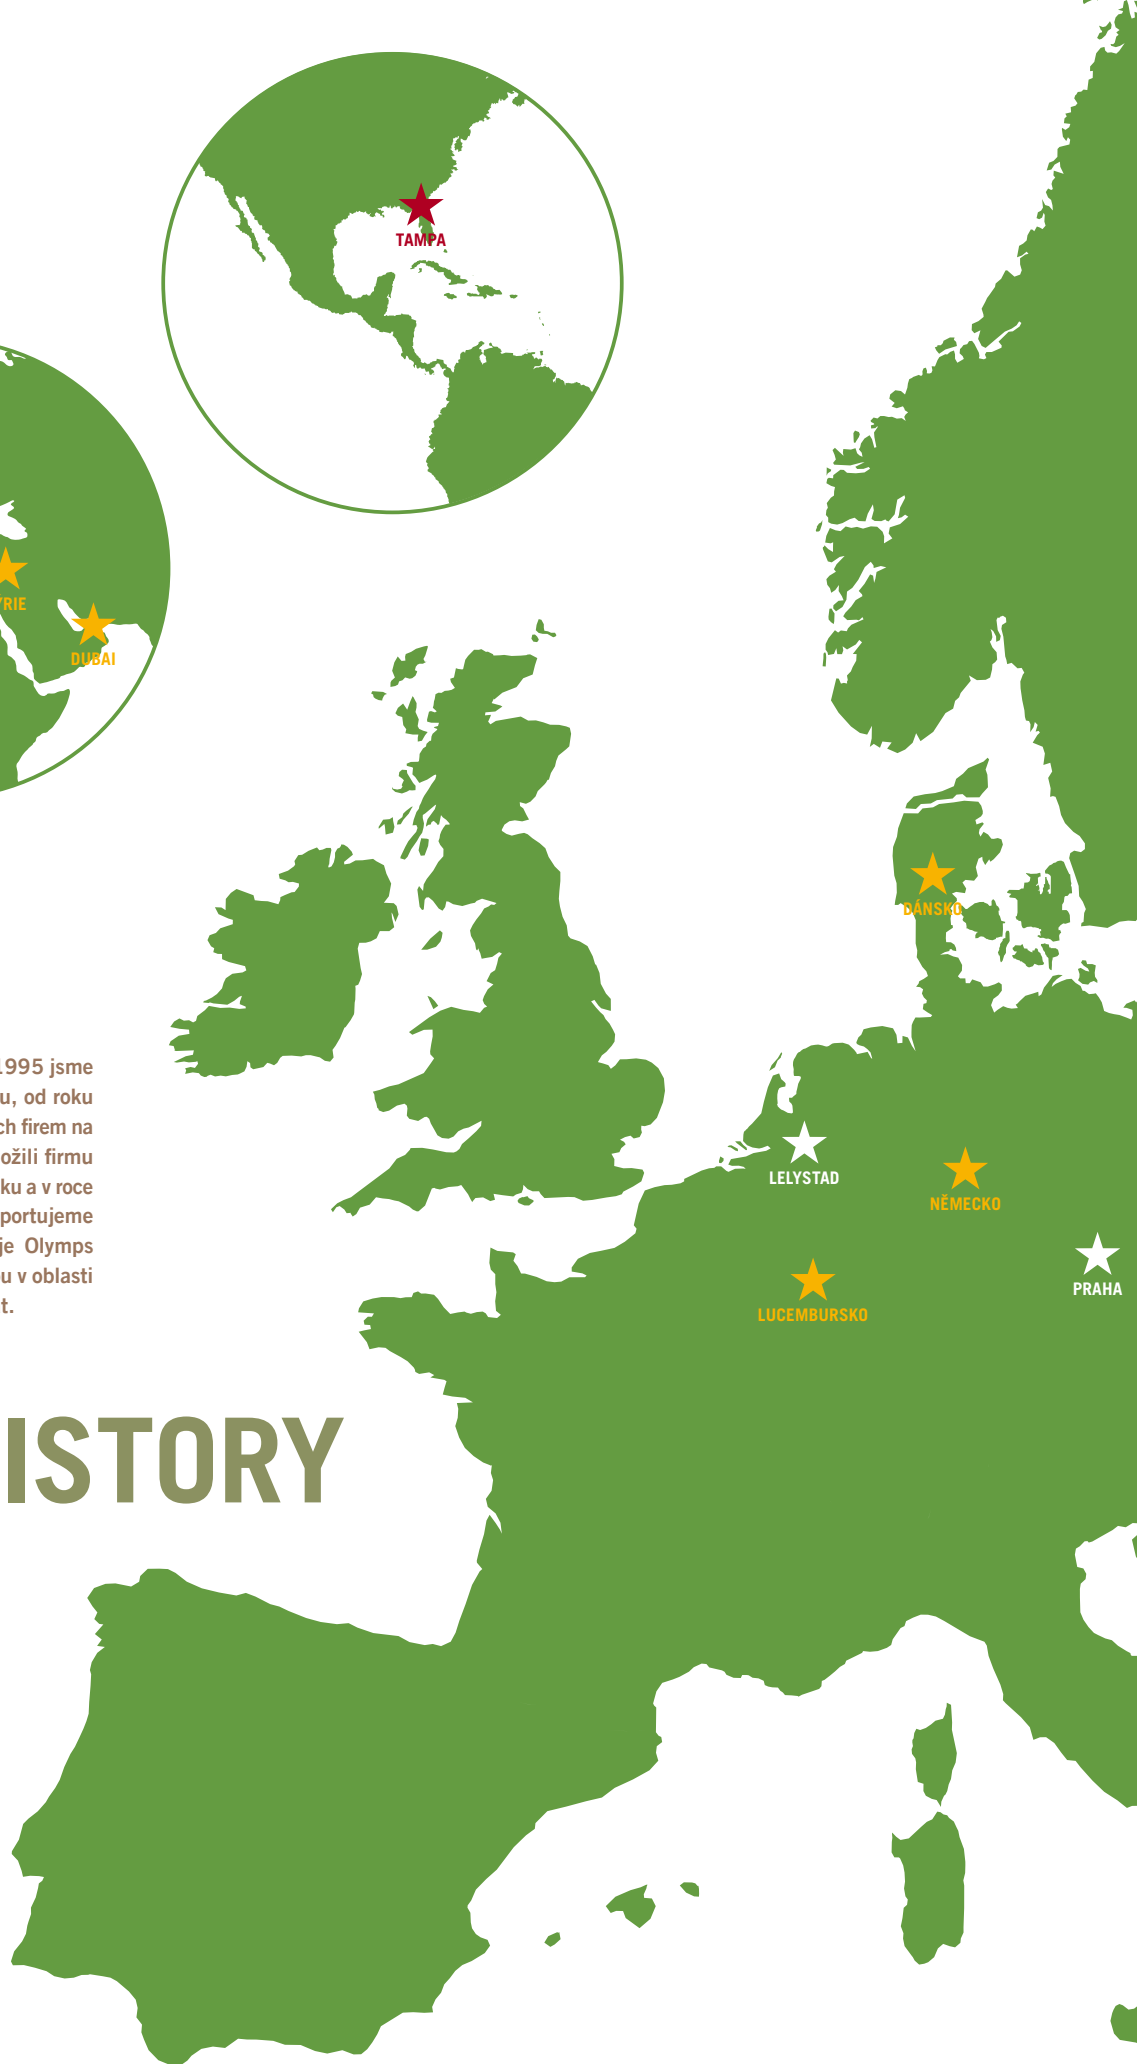 TAMPA
YRIE
DUBAI
DÁNSKO
1995 jsme
u, od roku
ch firem na
ožili firmu
ku a v roce
portujeme
je Olymps
u v oblasti
t.
LELYSTAD
NĚMECKO
PRAHA
LUCEMBURSKO
ISTORY